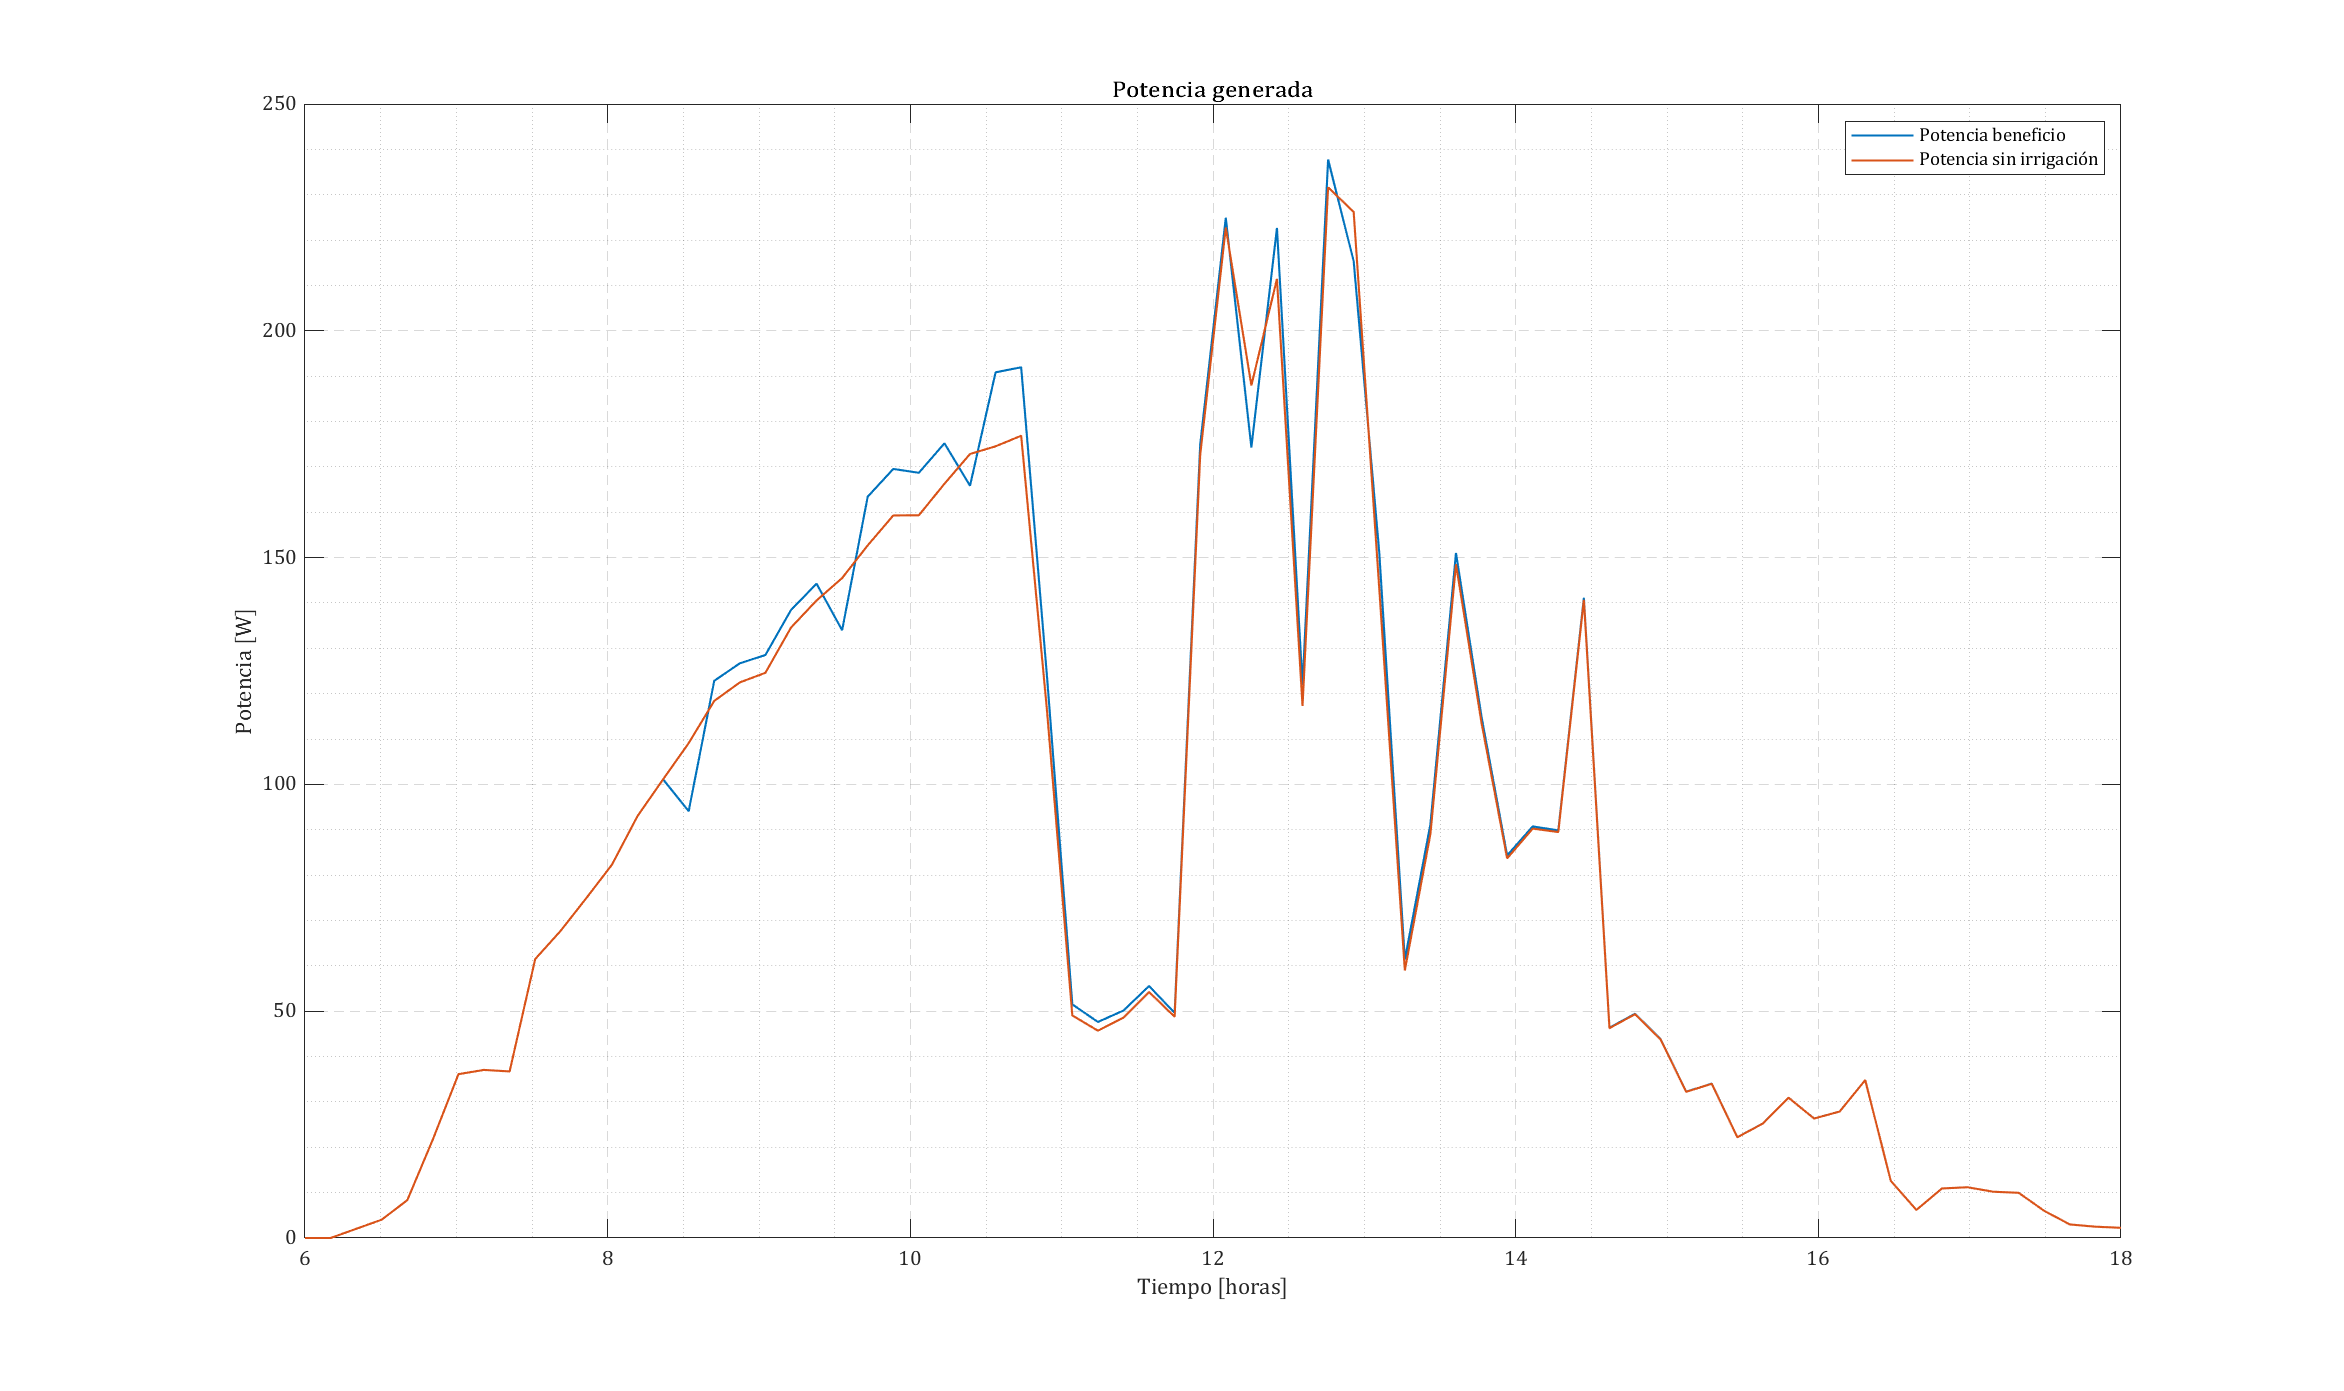 Potencia generada
250
200
150
100
50
0
Potencia [W]
Potencia beneficio
Potencia sin irrigación
6 8 10 12 14 16 18
Tiempo [horas]